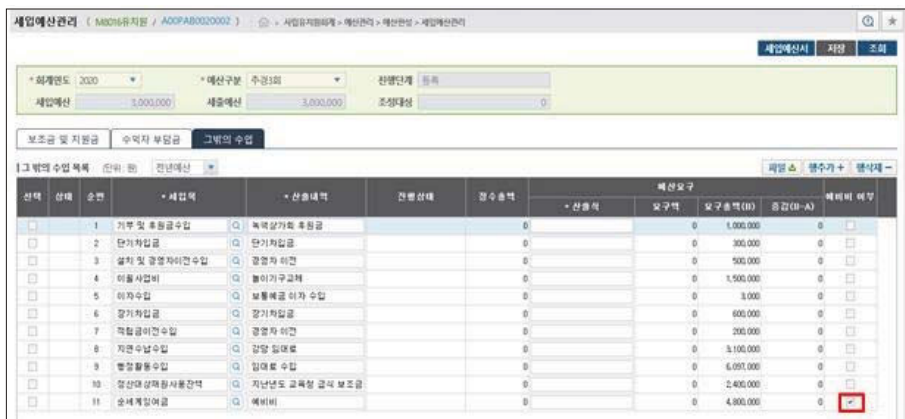 세입예산관리 ( M8016유치원 / A00PAB0020002 ) > 사립유치원회계 > 예산관리 > 예산편성 > 세입예산관리
세입예산서 저장 조회
* 회계연도 2020 * 예산구분 추경3회 진행단계 등록
세입예산 3,000,000 세출예산 3,000,000 조정대상 0
보조금 및 지원금 수익자 부담금 그밖의 수입
그 밖의 수입 목록 (단위: 원) 전년예산 파일 행추가 + 행삭제 -
예산요구
선택 상태 순번 * 세입목 * 산출내역 진행상태 접수총액 * 산출식 요구액 요구총액(B) 증감(B-A) 예비비 여부
1 기부 및 후원금수입 녹색상가회 후원금 0 0 1,000,000 0
2 단기차입금 단기차입금 0 0 300,000 0
3 설치 및 경영자이전수입 경영자 이전 0 0 500,000 0
4 이월사업비 놀이기구교체 0 0 1,500,000 0
5 이자수입 보통예금 이자 수입 0 0 3,000 0
6 장기차입금 장기차입금 0 0 600,000 0
7 적립금이전수입 경영자 이전 0 0 200,000 0
8 지면수납수입 강당 임대료 0 0 3,100,000 0
9 행정활동수입 임대료 수입 0 0 6,097,000 0
10 정산대상재원사용잔액 지난년도 교육청 급식 보조금 0 0 2,400,000 0
11 순세계잉여금 예비비 0 0 4,800,000 0